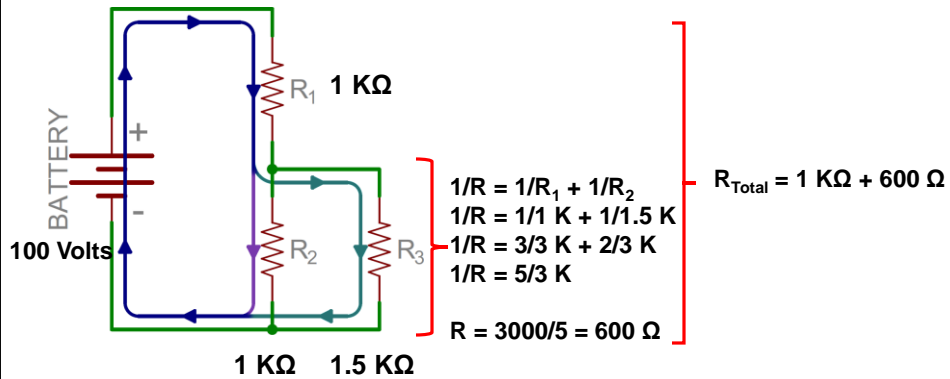 R₁ 1 KΩ
BATTERY
+
-
100 Volts
R₂
R₃
1 KΩ 1.5 KΩ
1/R = 1/R₁ + 1/R₂
1/R = 1/1 K + 1/1.5 K
1/R = 3/3 K + 2/3 K
1/R = 5/3 K
R = 3000/5 = 600 Ω
R_Total = 1 KΩ + 600 Ω